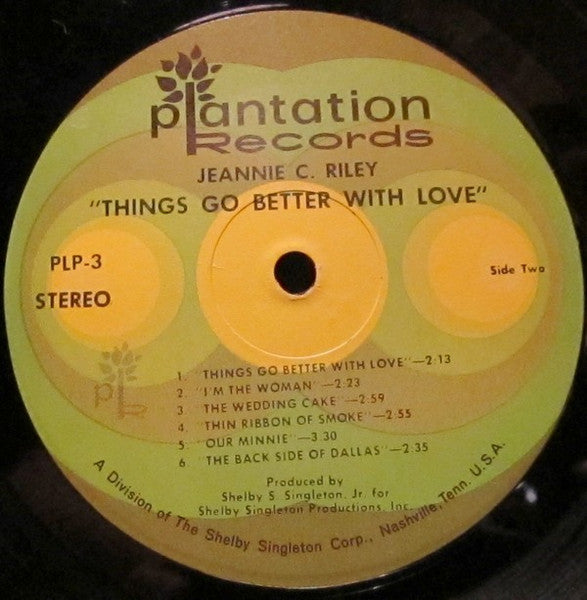 plantation
Records
JEANNIE C. RILEY
"THINGS GO BETTER WITH LOVE"
PLP-3
Side Two
STEREO
1. "THINGS GO BETTER WITH LOVE"—2:13
2. "I'M THE WOMAN'—2:23
3. "THE WEDDING CAKE"—2:59
4. "THIN RIBBON OF SMOKE"—2:55
5. "OUR MINNIE"—3:30
6 "THE BACK SIDE OF DALLAS"—2:35
Produced by
Shelby S. Singleton, Jr. for
Shelby Singleton Productions, Inc.
A Division of The Shelby Singleton Corp., Nashville, Tenn. U.S.A.
p R